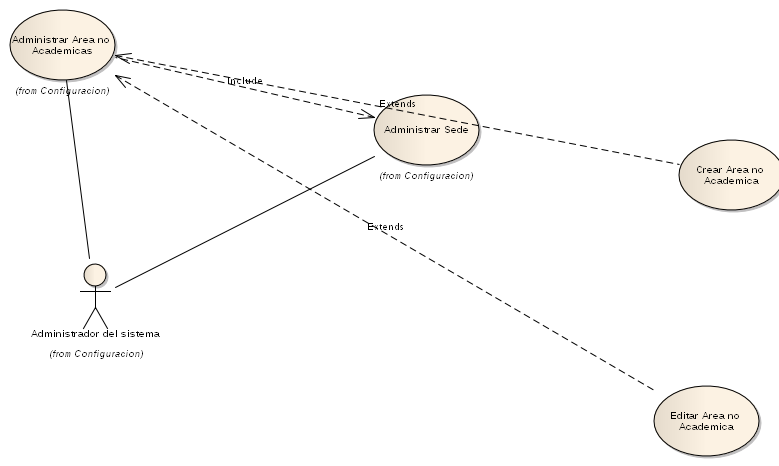 Administrar Area no
Academicas
(from Configuracion)
Include
Extends
Administrar Sede
(from Configuracion)
Crear Area no
Academica
Extends
Administrador del sistema
(from Configuracion)
Editar Area no
Academica